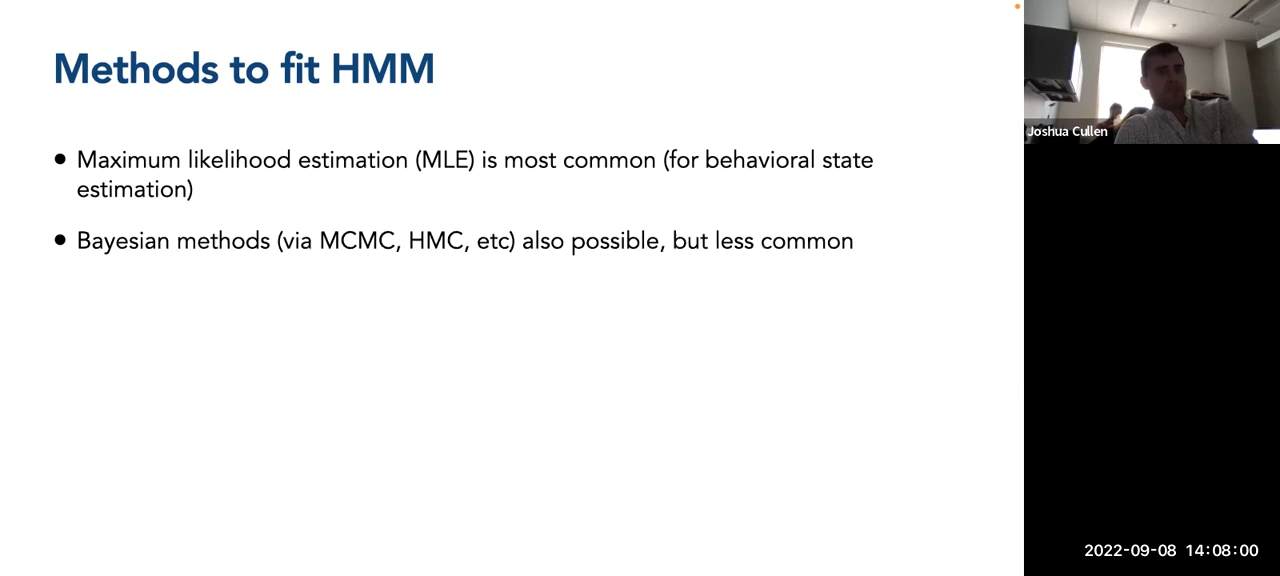 Methods to fit HMM
● Maximum likelihood estimation (MLE) is most common (for behavioral state
estimation)
● Bayesian methods (via MCMC, HMC, etc) also possible, but less common
Joshua Cullen
2022-09-08 14:08:00